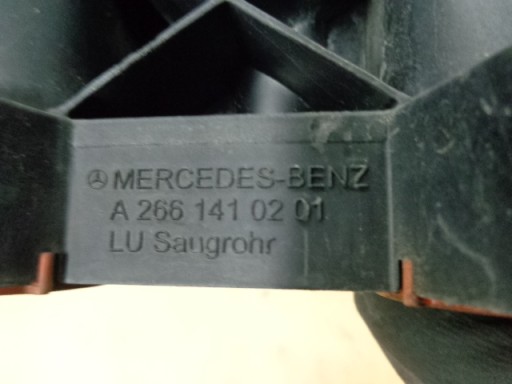 MERCEDES-BENZ
A 266 141 02 01
LU Saugrohr